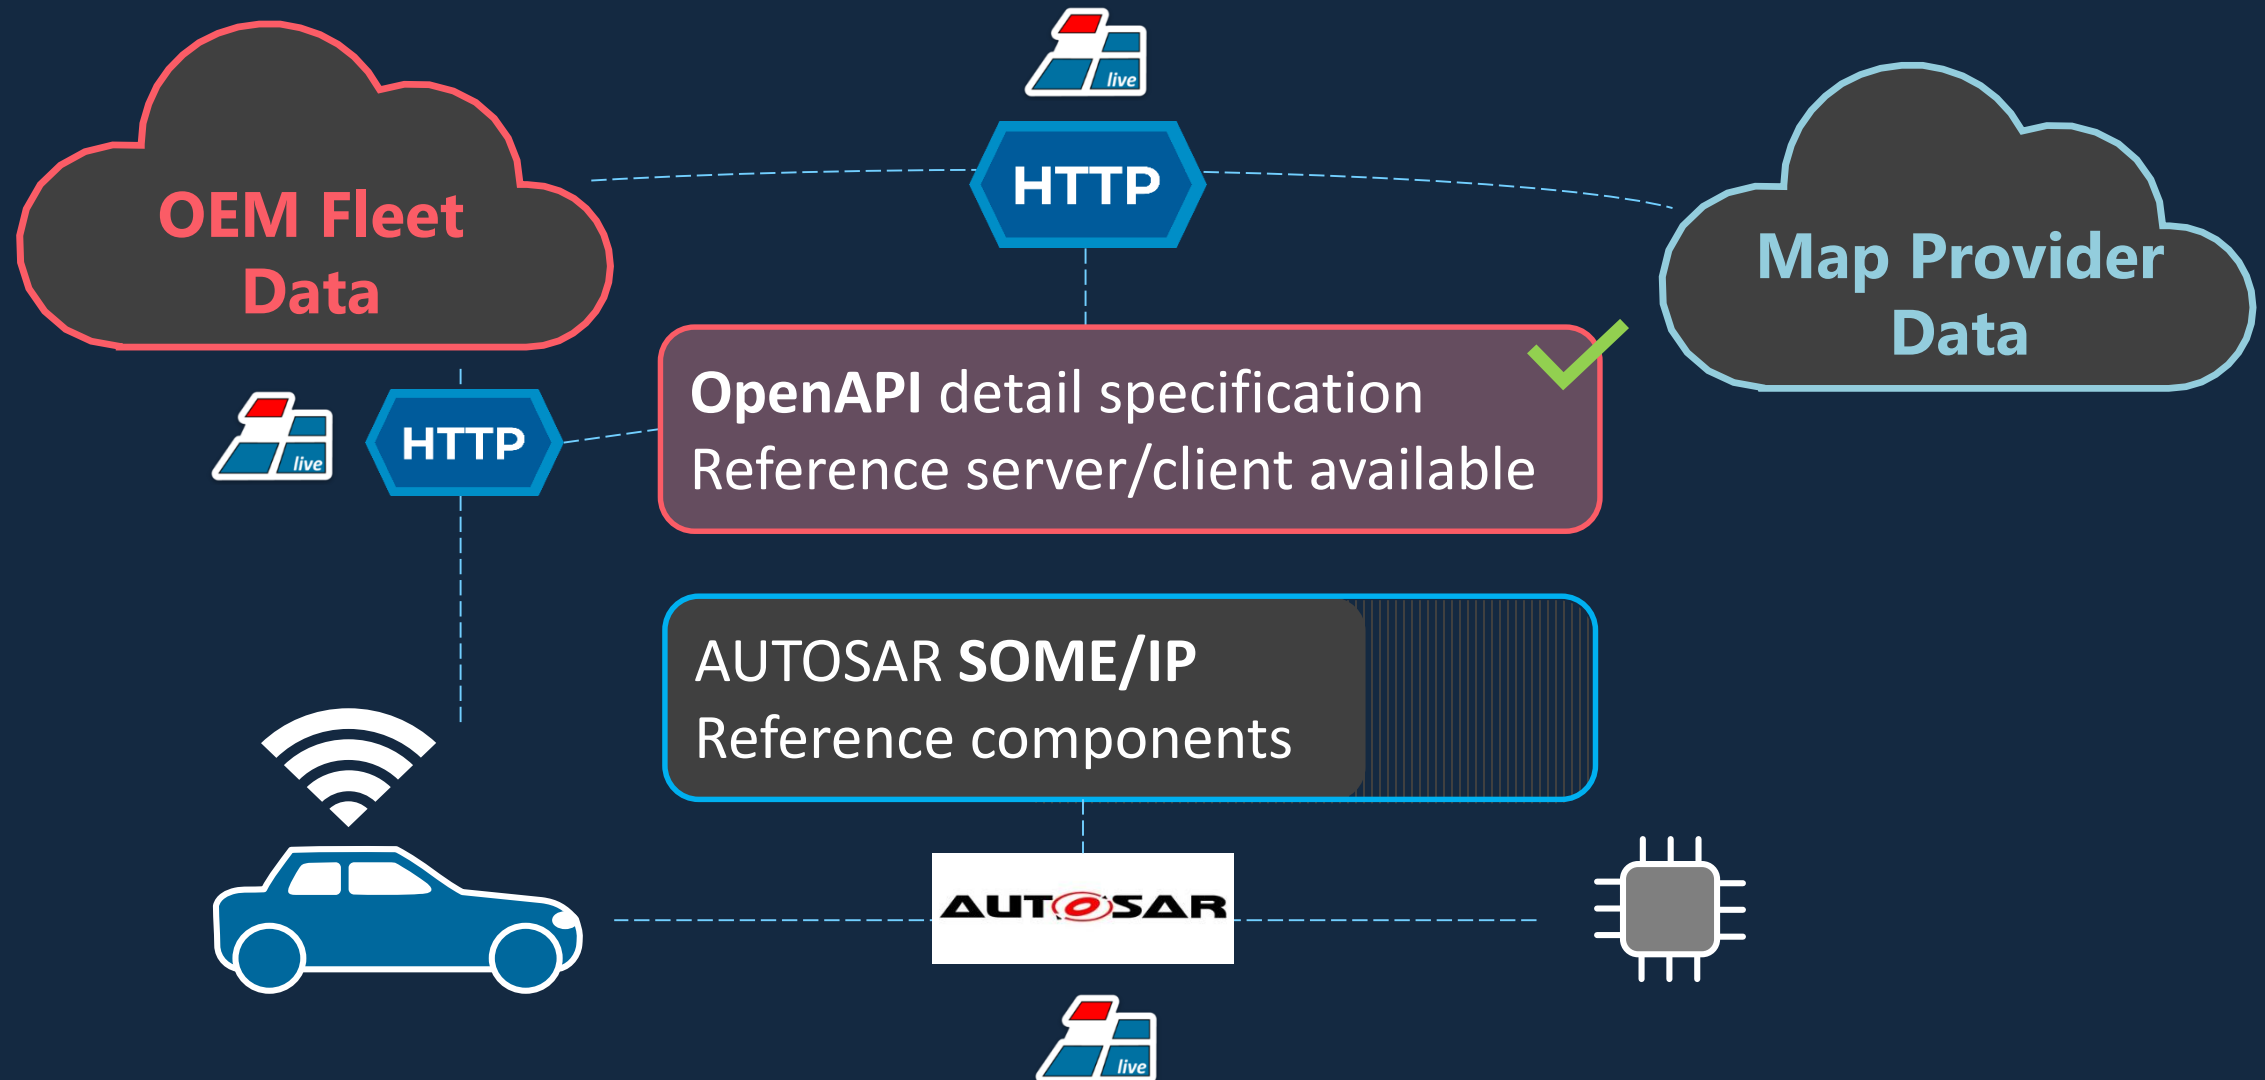 live
HTTP
OEM Fleet
Data
Map Provider
Data
OpenAPI detail specification
Reference server/client available
live
HTTP
AUTOSAR SOME/IP
Reference components
AUTOSAR
live